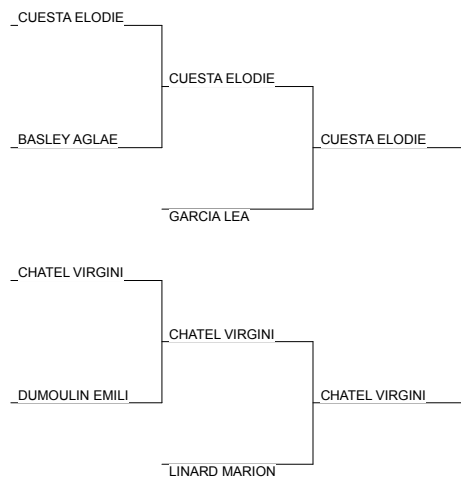 CUESTA ELODIE
CUESTA ELODIE
BASLEY AGLAE
CUESTA ELODIE
GARCIA LEA
CHATEL VIRGINI
CHATEL VIRGINI
DUMOULIN EMILI
CHATEL VIRGINI
LINARD MARION